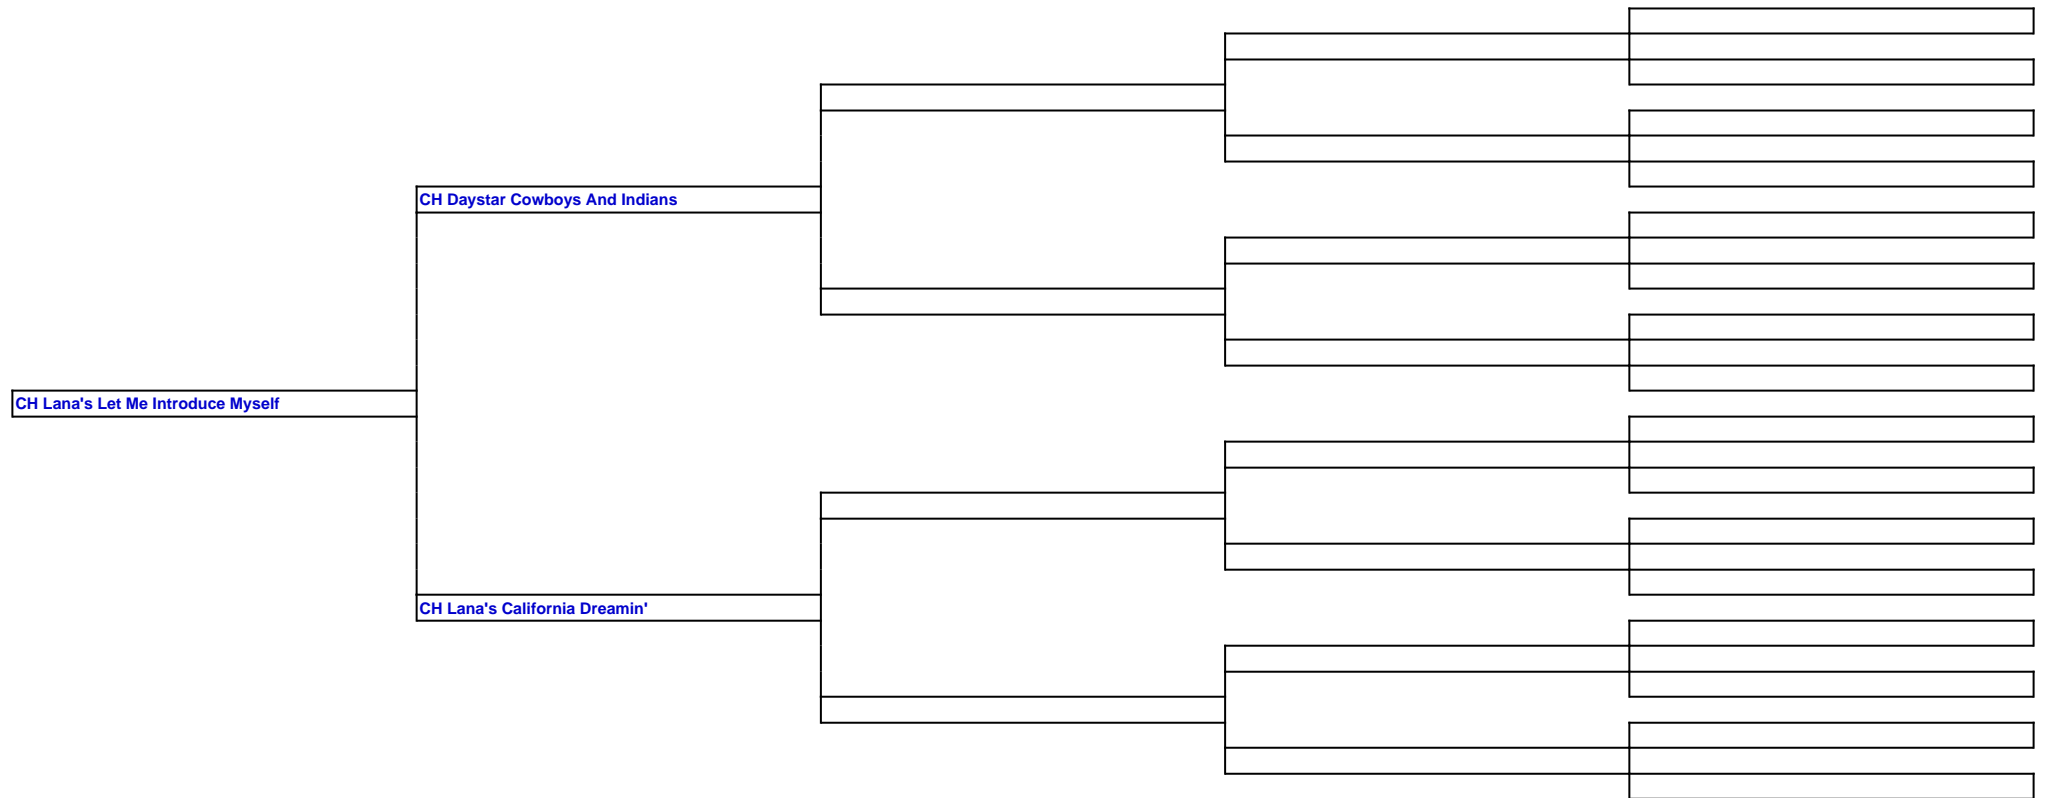 CH Daystar Cowboys And Indians
CH Lana's Let Me Introduce Myself
CH Lana's California Dreamin'